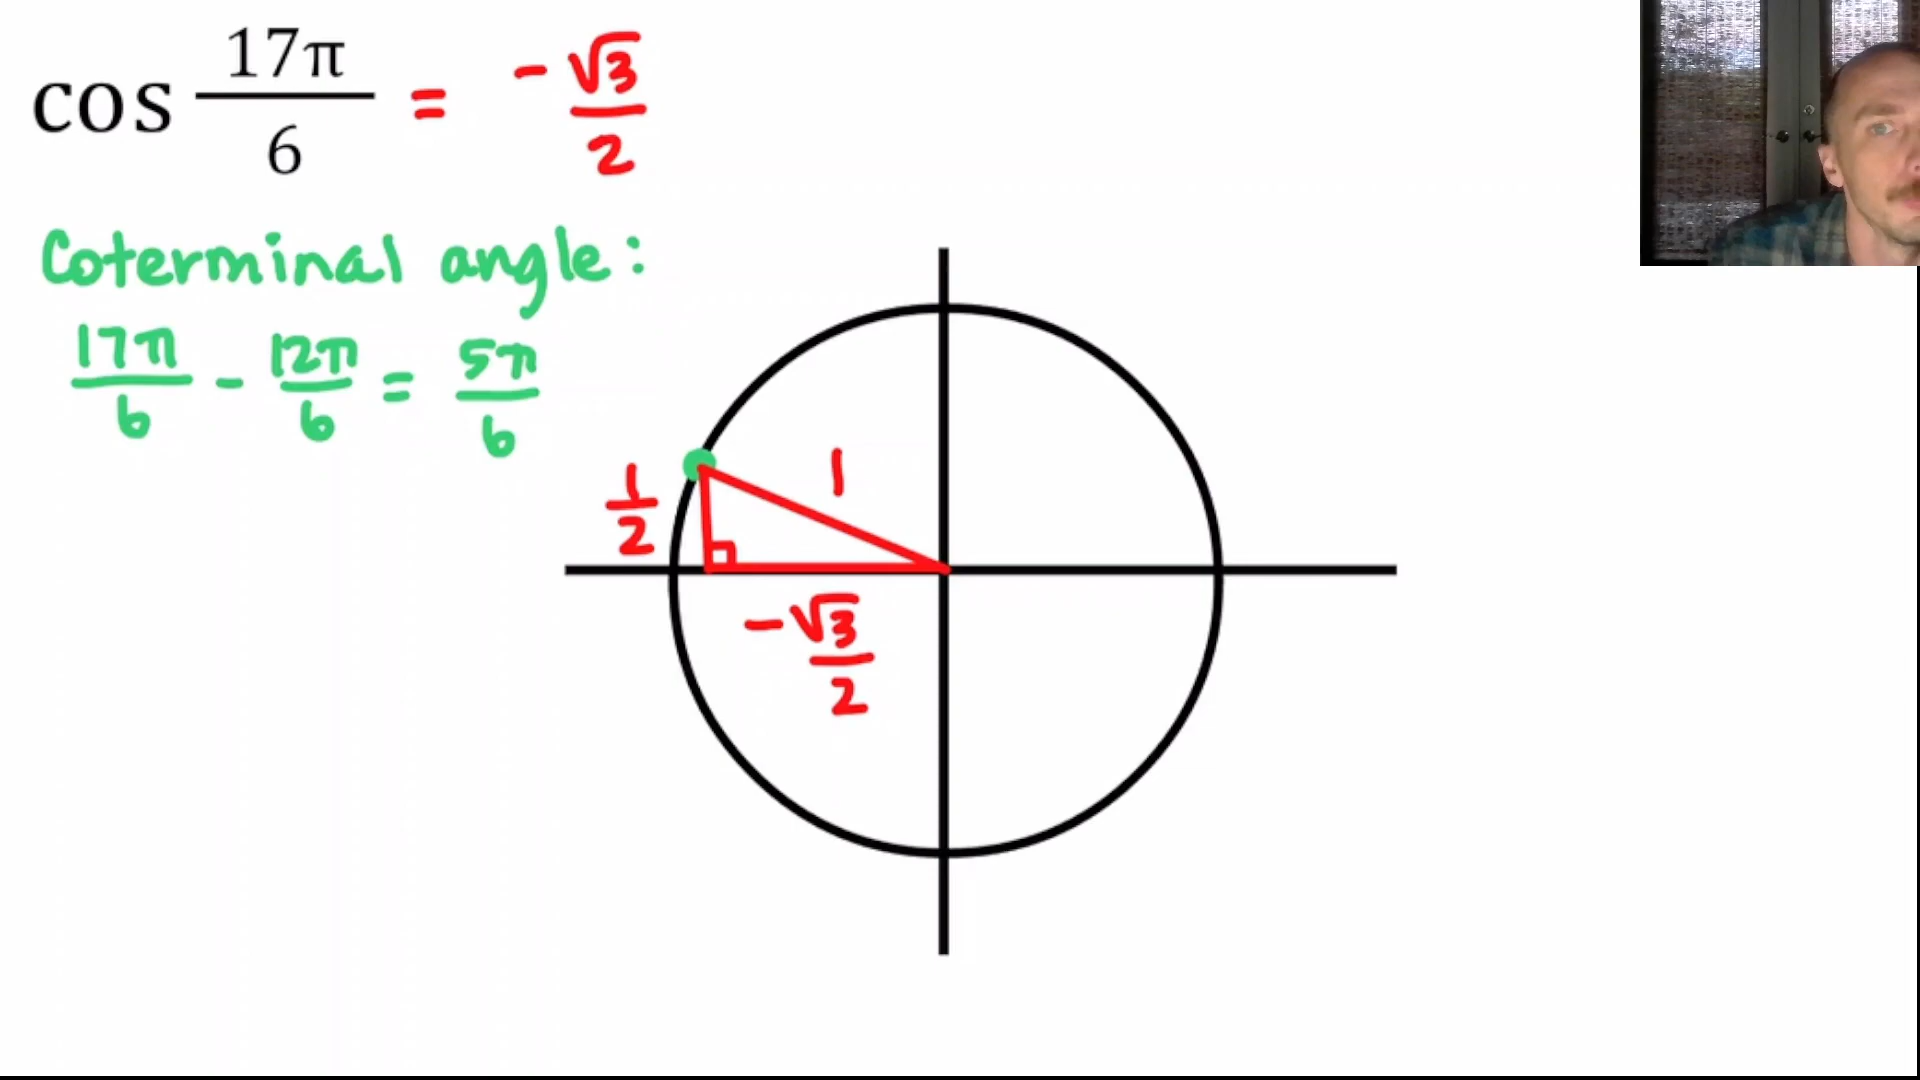 cos 17π/6 = -√3/2
Coterminal angle:
17π/6 - 12π/6 = 5π/6
1/2
1
-√3/2